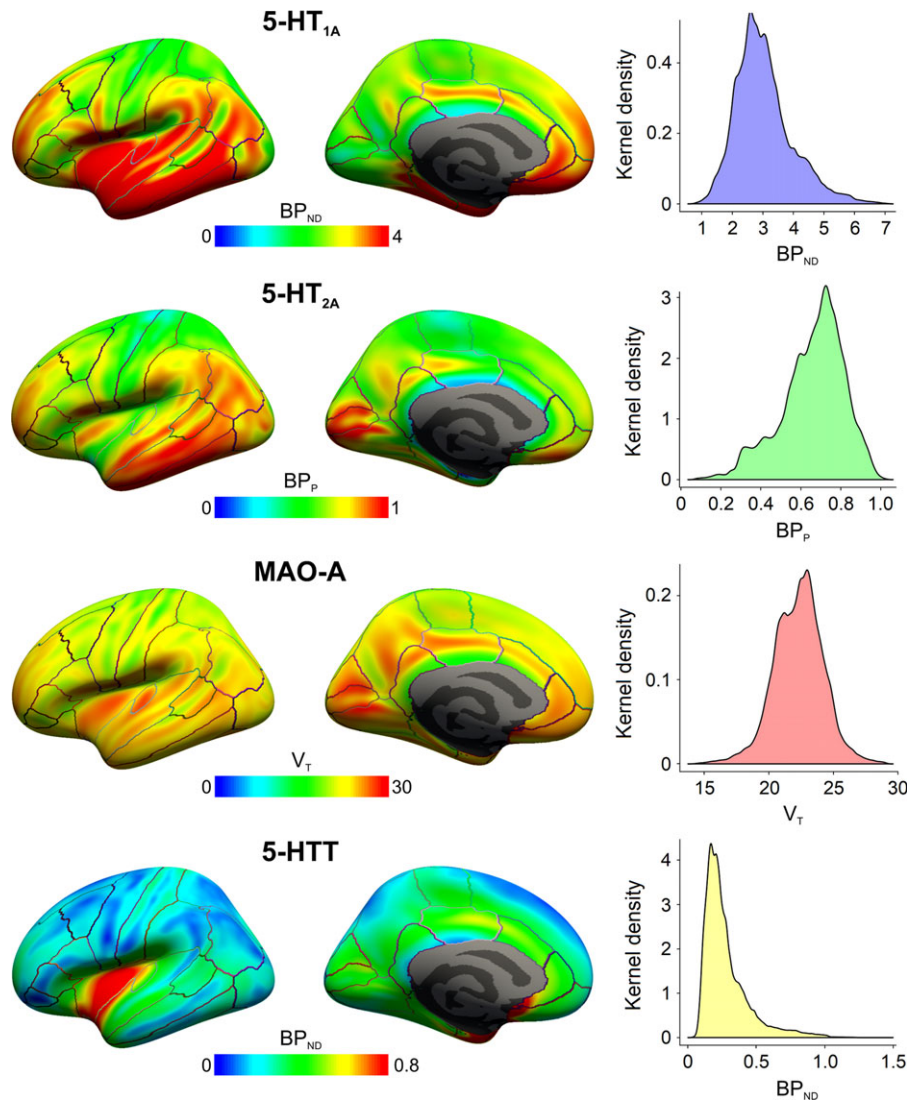 5-HT1A
Kernel density
0.4
0.2
0
1 2 3 4 5 6 7
BPND
BPND
0 4
5-HT2A
Kernel density
3
2
1
0
0 0.2 0.4 0.6 0.8 1.0
BPP
BPP
0 1
MAO-A
Kernel density
0.2
0.1
0
15 20 25 30
VT
VT
0 30
5-HTT
Kernel density
4
3
2
1
0
0 0.5 1.0 1.5
BPND
BPND
0 0.8